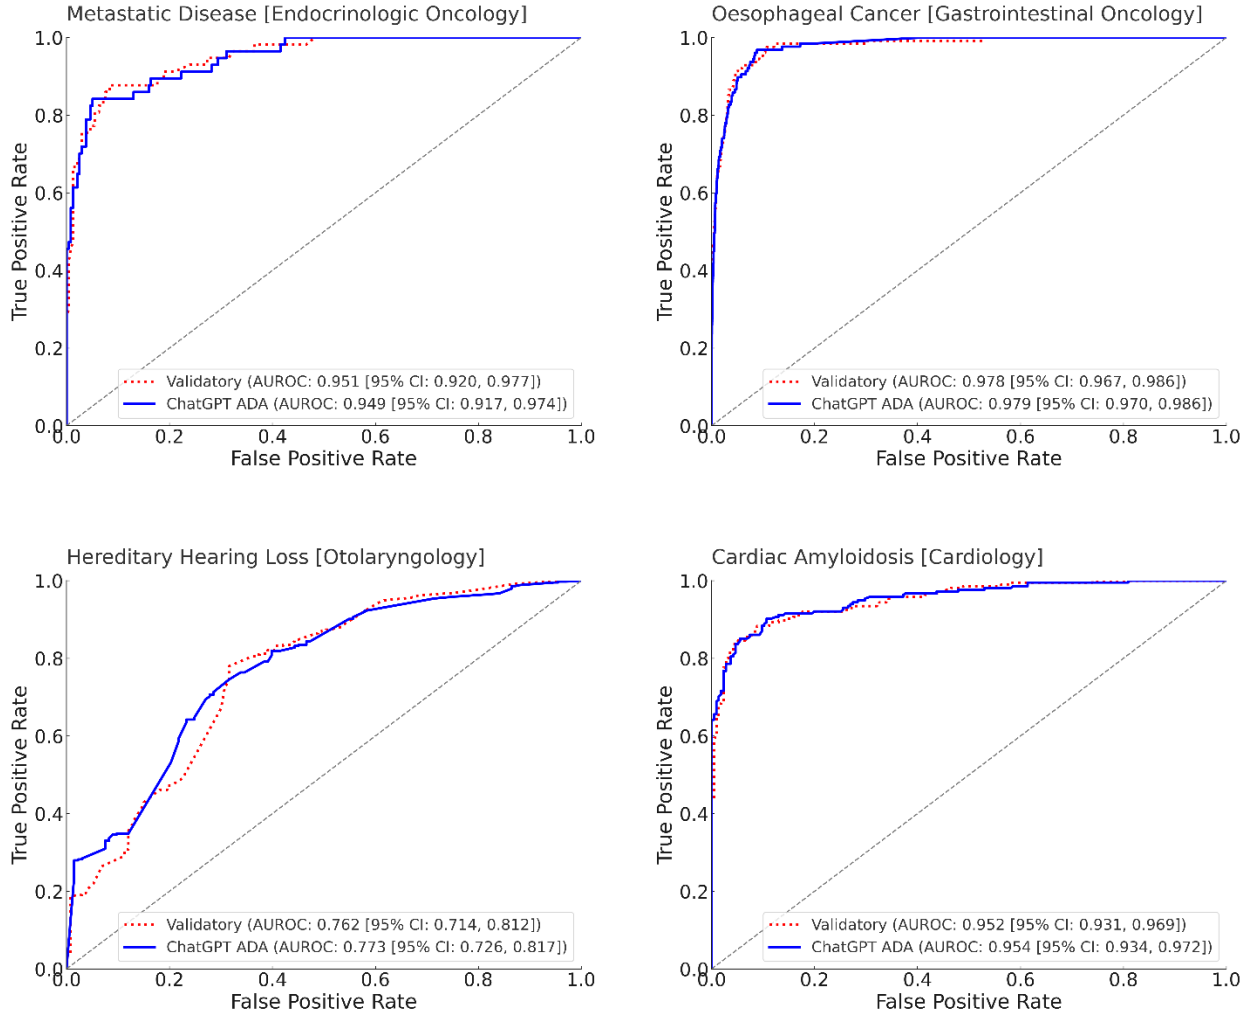 Metastatic Disease [Endocrinologic Oncology]
1.0
0.8
0.6
0.4
0.2
0.0
True Positive Rate
Validatory (AUROC: 0.951 [95% CI: 0.920, 0.977])
ChatGPT ADA (AUROC: 0.949 [95% CI: 0.917, 0.974])
0.0 0.2 0.4 0.6 0.8 1.0
False Positive Rate
Oesophageal Cancer [Gastrointestinal Oncology]
1.0
0.8
0.6
0.4
0.2
0.0
True Positive Rate
Validatory (AUROC: 0.978 [95% CI: 0.967, 0.986])
ChatGPT ADA (AUROC: 0.979 [95% CI: 0.970, 0.986])
0.0 0.2 0.4 0.6 0.8 1.0
False Positive Rate
Hereditary Hearing Loss [Otolaryngology]
1.0
0.8
0.6
0.4
0.2
0.0
True Positive Rate
Validatory (AUROC: 0.762 [95% CI: 0.714, 0.812])
ChatGPT ADA (AUROC: 0.773 [95% CI: 0.726, 0.817])
0.0 0.2 0.4 0.6 0.8 1.0
False Positive Rate
Cardiac Amyloidosis [Cardiology]
1.0
0.8
0.6
0.4
0.2
0.0
True Positive Rate
Validatory (AUROC: 0.952 [95% CI: 0.931, 0.969])
ChatGPT ADA (AUROC: 0.954 [95% CI: 0.934, 0.972])
0.0 0.2 0.4 0.6 0.8 1.0
False Positive Rate